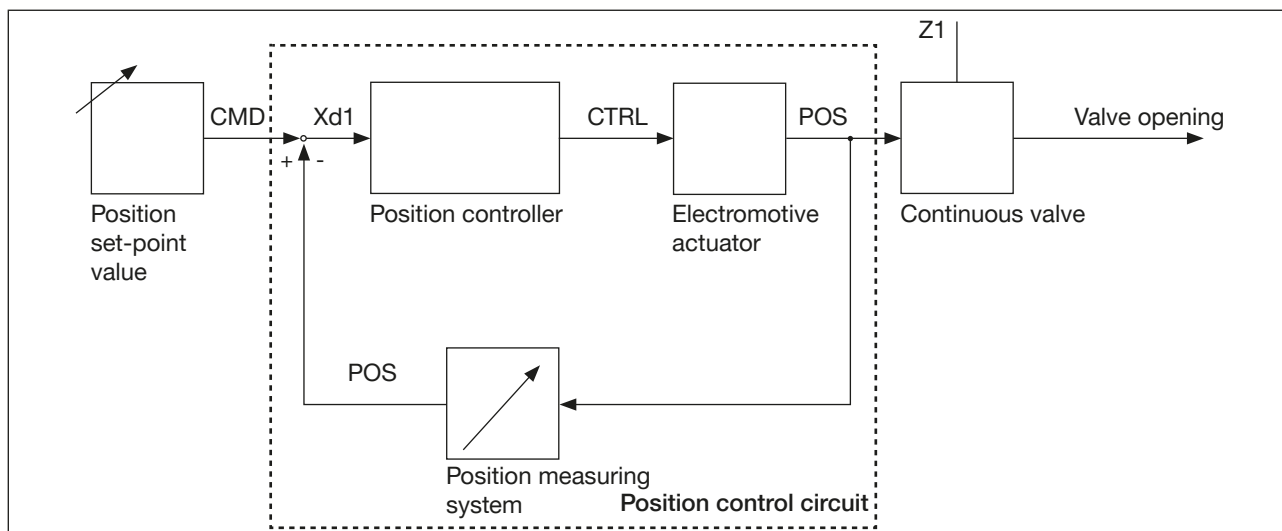 Z1
CMD
Xd1
CTRL
POS
Valve opening
+ -
Position
set-point
value
Position controller
Electromotive
actuator
Continuous valve
POS
Position measuring
system
Position control circuit